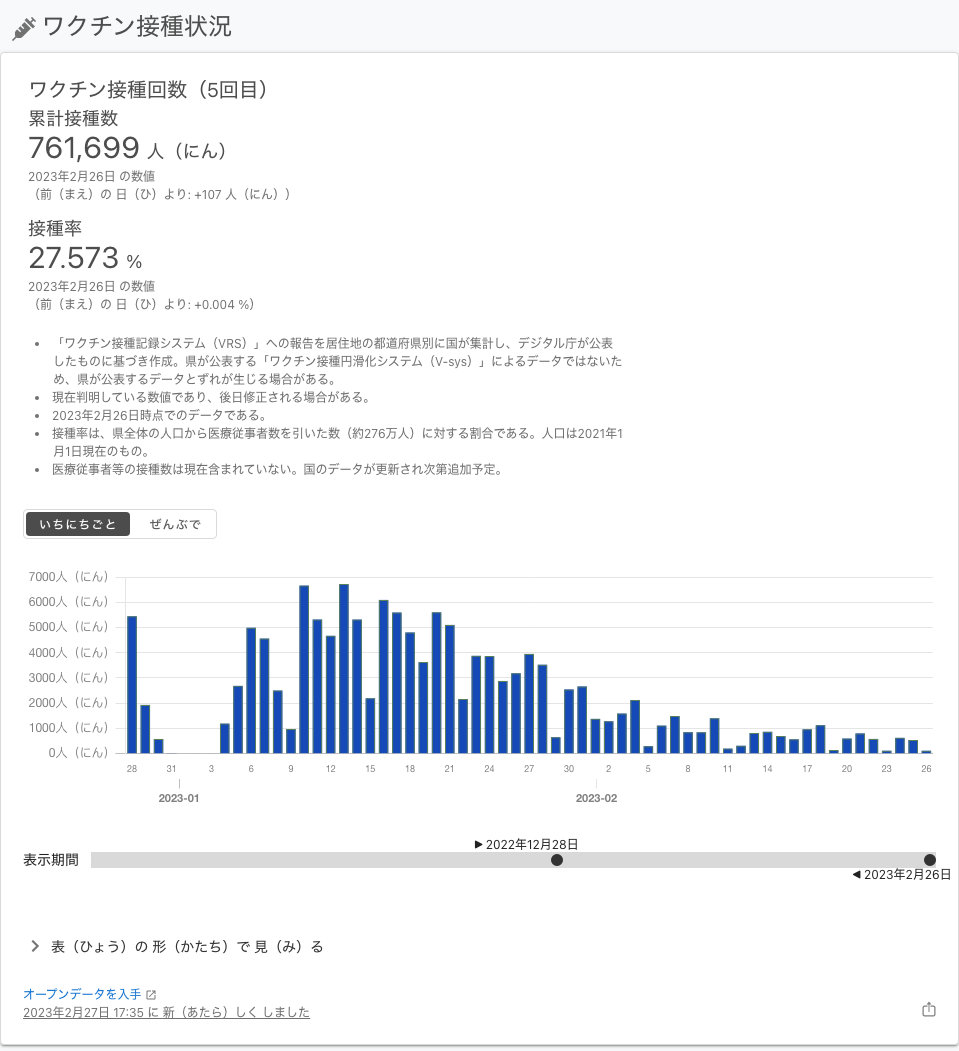 ワクチン接種状況
ワクチン接種回数（5回目）
累計接種数
761,699 人（にん）
2023年2月26日 の数値
（前（まえ）の 日（ひ）より: +107 人（にん））
接種率
27.573 %
2023年2月26日 の数値
（前（まえ）の 日（ひ）より: +0.004 %）
• 「ワクチン接種記録システム（VRS）」への報告を居住地の都道府県別に国が集計し、デジタル庁が公表
したものに基づき作成。県が公表する「ワクチン接種円滑化システム（V-sys）」によるデータではないた
め、県が公表するデータとずれが生じる場合がある。
• 現在判明している数値であり、後日修正される場合がある。
• 2023年2月26日時点でのデータである。
• 接種率は、県全体の人口から医療従事者数を引いた数（約276万人）に対する割合である。人口は2021年1
月1日現在のもの。
• 医療従事者等の接種数は現在含まれていない。国のデータが更新され次第追加予定。
いちにちごと ぜんぶで
7000人（にん）
6000人（にん）
5000人（にん）
4000人（にん）
3000人（にん）
2000人（にん）
1000人（にん）
0人（にん）
28 31 3 6 9 12 15 18 21 24 27 30 2 5 8 11 14 17 20 23 26
2023-01 2023-02
▶ 2022年12月28日
表示期間
◀ 2023年2月26日
表（ひょう）の 形（かたち）で 見（み）る
オープンデータを入手
2023年2月27日 17:35 に 新（あたら）しく しました